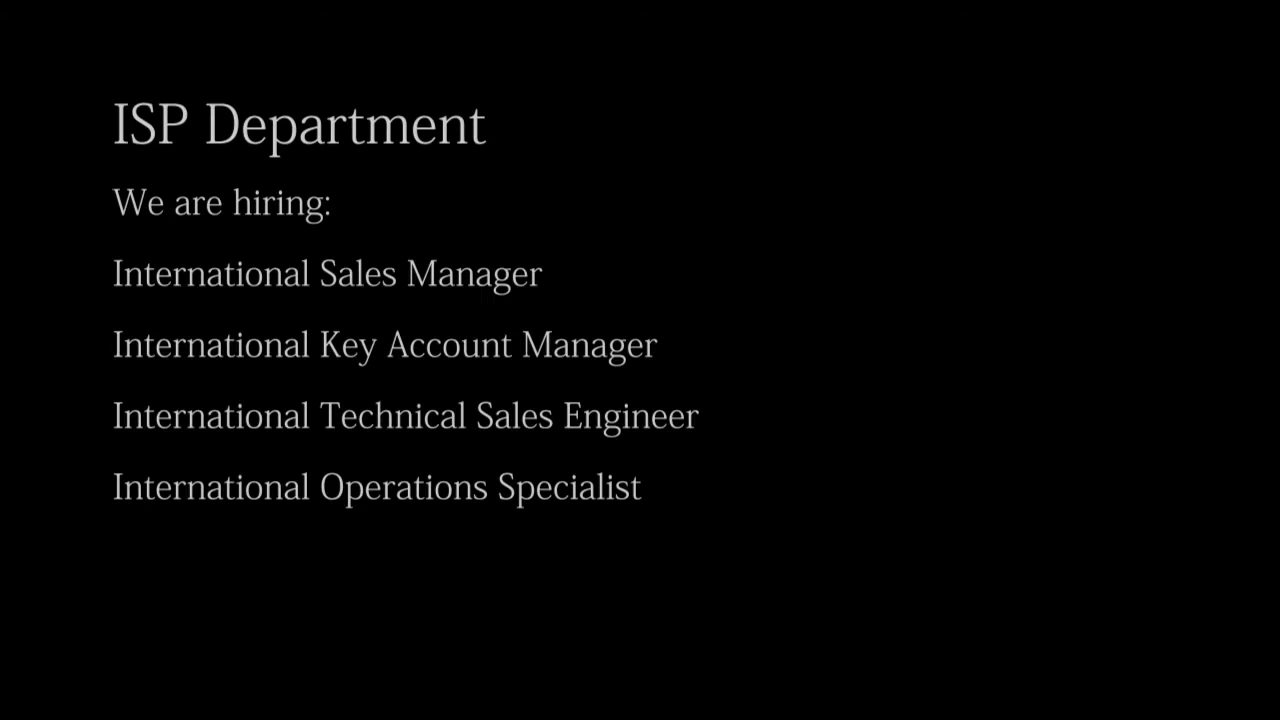 ISP Department
We are hiring:
International Sales Manager
International Key Account Manager
International Technical Sales Engineer
International Operations Specialist